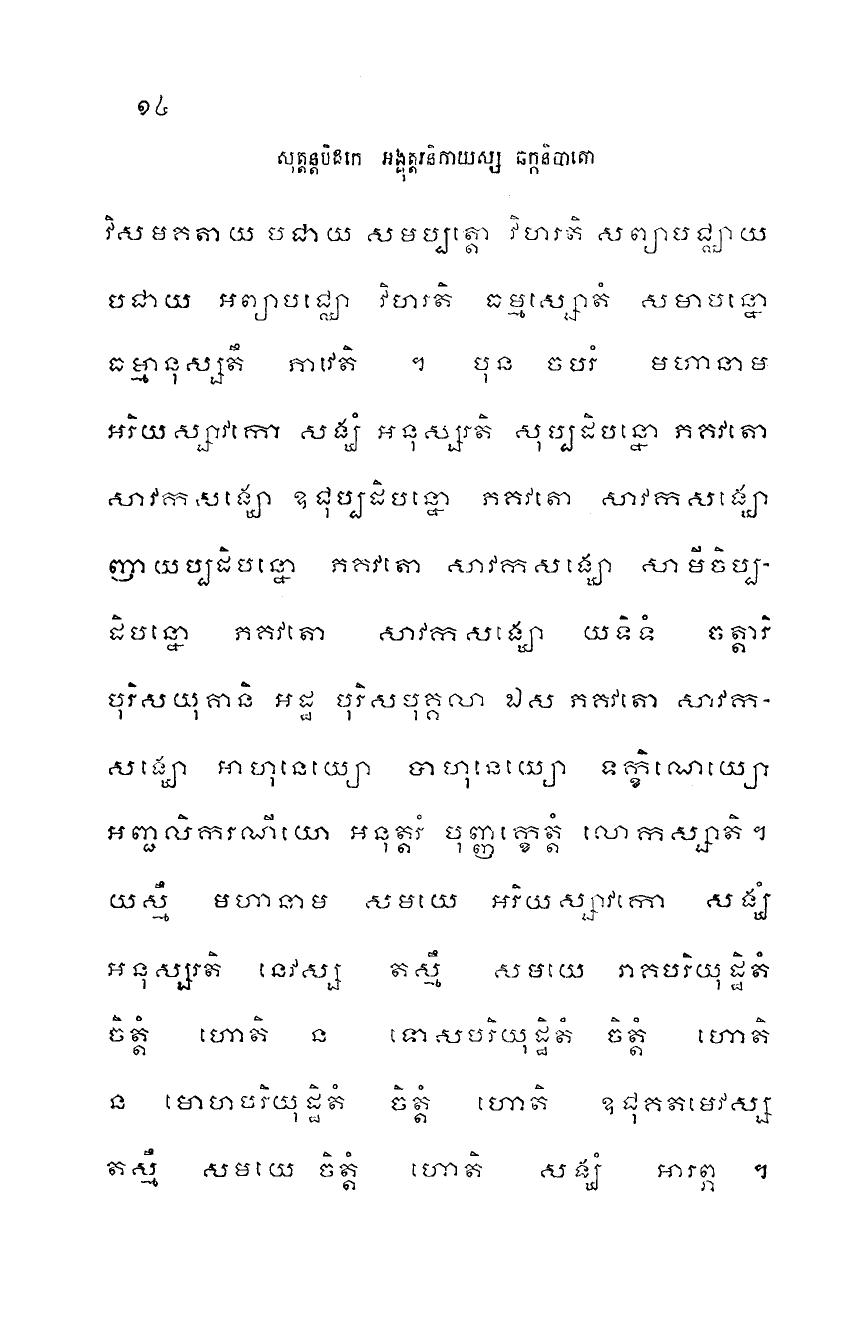 ១៤
សុត្តន្តបិដកេ អង្គុត្តរនិកាយស្ស ឆក្កនិបាតោ
វិសមគតាយ បជាយ សមប្បត្តោ វិហរតិ សព្យាបជ្ឈាយ
បជាយ អព្យាបជ្ឈោ វិហរតិ ធម្មស្សោតំ សមាបន្នោ
ធម្មានុស្សតឹ ភាវេតិ ។ បុន ចបរំ មហានាម
អរិយស្សាវកោ សង្ឃំ អនុស្សរតិ សុប្បដិបន្នោ ភគវតោ
សាវកសង្ឃោ ឧជុប្បដិបន្នោ ភគវតោ សាវកសង្ឃោ
ញាយប្បដិបន្នោ ភគវតោ សាវកសង្ឃោ សាមីចិប្ប-
ដិបន្នោ ភគវតោ សាវកសង្ឃោ យទិទំ ចត្តារិ
បុរិសយុគានិ អដ្ឋ បុរិសបុគ្គលា ឯស ភគវតោ សាវក-
សង្ឃោ អាហុនេយ្យោ បាហុនេយ្យោ ទក្ខិណេយ្យោ
អញ្ជលិករណីយោ អនុត្តរំ បុញ្ញក្ខេត្តំ លោកស្សាតិ ។
យស្មឹ មហានាម សមយេ អរិយស្សាវកោ សង្ឃំ
អនុស្សរតិ នេវស្ស តស្មឹ សមយេ រាគបរិយុដ្ឋិតំ
ចិត្តំ ហោតិ ន ទោសបរិយុដ្ឋិតំ ចិត្តំ ហោតិ
ន មោហបរិយុដ្ឋិតំ ចិត្តំ ហោតិ ឧជុគតមេវស្ស
តស្មឹ សមយេ ចិត្តំ ហោតិ សង្ឃំ អារព្ភ ។